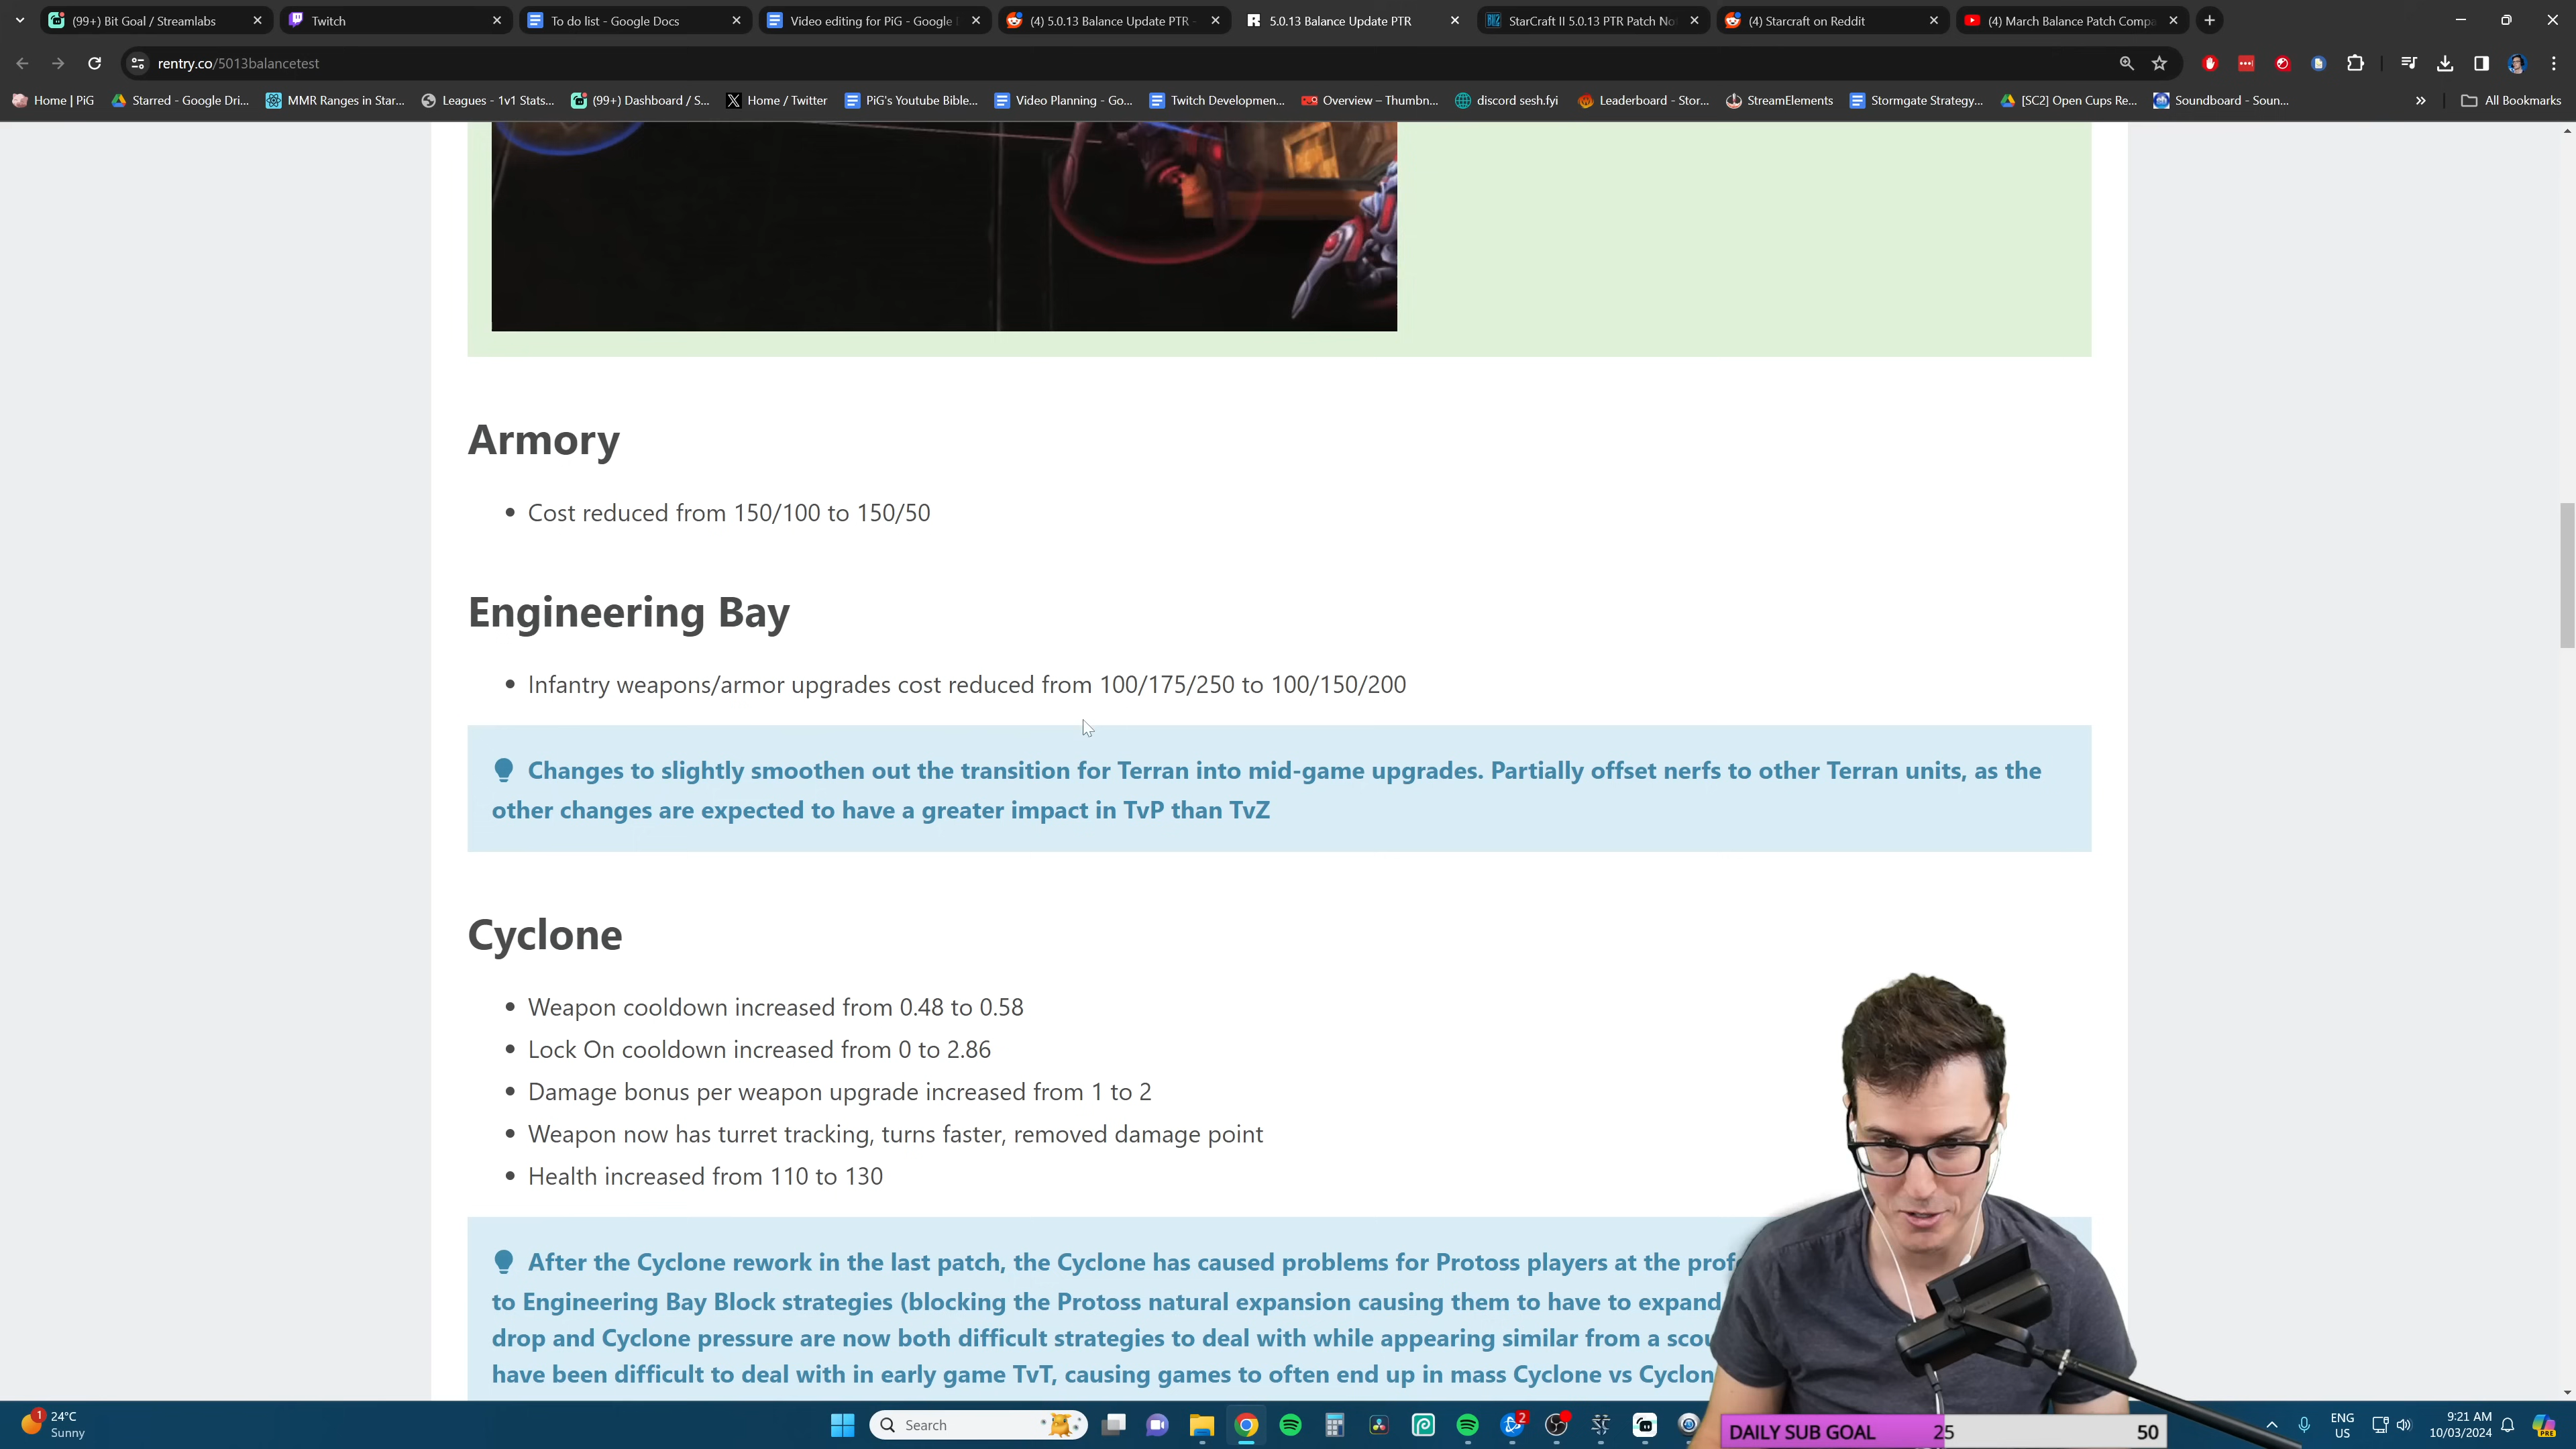 (99+) Bit Goal / Streamlabs
Twitch
To do list - Google Docs
Video editing for PiG - Google
(4) 5.0.13 Balance Update PTR
5.0.13 Balance Update PTR
StarCraft II 5.0.13 PTR Patch No
(4) Starcraft on Reddit
(4) March Balance Patch Compa
rentry.co/5013balancetest
Home | PiG
Starred - Google Dri...
MMR Ranges in Star...
Leagues - 1v1 Stats...
(99+) Dashboard / S...
Home / Twitter
PiG's Youtube Bible...
Video Planning - Go...
Twitch Developmen...
Overview – Thumbn...
discord sesh.fyi
Leaderboard - Stor...
StreamElements
Stormgate Strategy...
[SC2] Open Cups Re...
Soundboard - Soun...
All Bookmarks
Armory
Cost reduced from 150/100 to 150/50
Engineering Bay
Infantry weapons/armor upgrades cost reduced from 100/175/250 to 100/150/200
Changes to slightly smoothen out the transition for Terran into mid-game upgrades. Partially offset nerfs to other Terran units, as the
other changes are expected to have a greater impact in TvP than TvZ
Cyclone
Weapon cooldown increased from 0.48 to 0.58
Lock On cooldown increased from 0 to 2.86
Damage bonus per weapon upgrade increased from 1 to 2
Weapon now has turret tracking, turns faster, removed damage point
Health increased from 110 to 130
After the Cyclone rework in the last patch, the Cyclone has caused problems for Protoss players at the prof
to Engineering Bay Block strategies (blocking the Protoss natural expansion causing them to have to expand
drop and Cyclone pressure are now both difficult strategies to deal with while appearing similar from a scou
have been difficult to deal with in early game TvT, causing games to often end up in mass Cyclone vs Cyclon
1
24°C
Sunny
Search
2
DAILY SUB GOAL 25 50
ENG
US
9:21 AM
10/03/2024
PRE